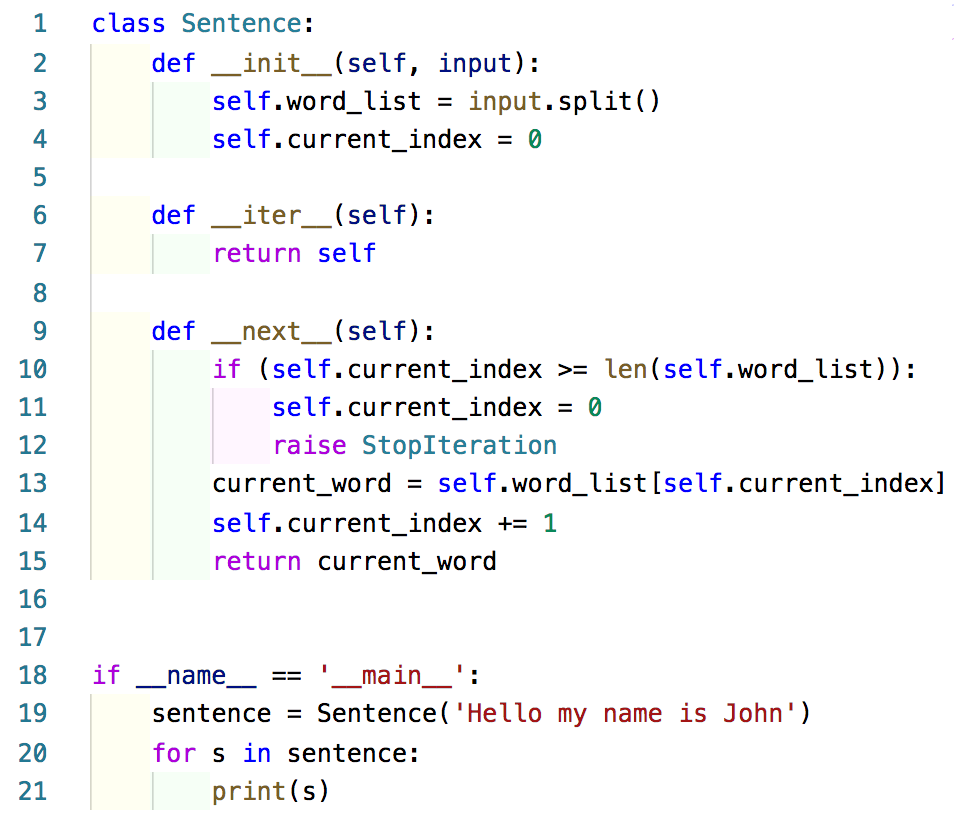 1 class Sentence:
2     def __init__(self, input):
3         self.word_list = input.split()
4         self.current_index = 0
5
6     def __iter__(self):
7         return self
8
9     def __next__(self):
10         if (self.current_index >= len(self.word_list)):
11             self.current_index = 0
12             raise StopIteration
13         current_word = self.word_list[self.current_index]
14         self.current_index += 1
15         return current_word
16
17
18 if __name__ == '__main__':
19     sentence = Sentence('Hello my name is John')
20     for s in sentence:
21         print(s)